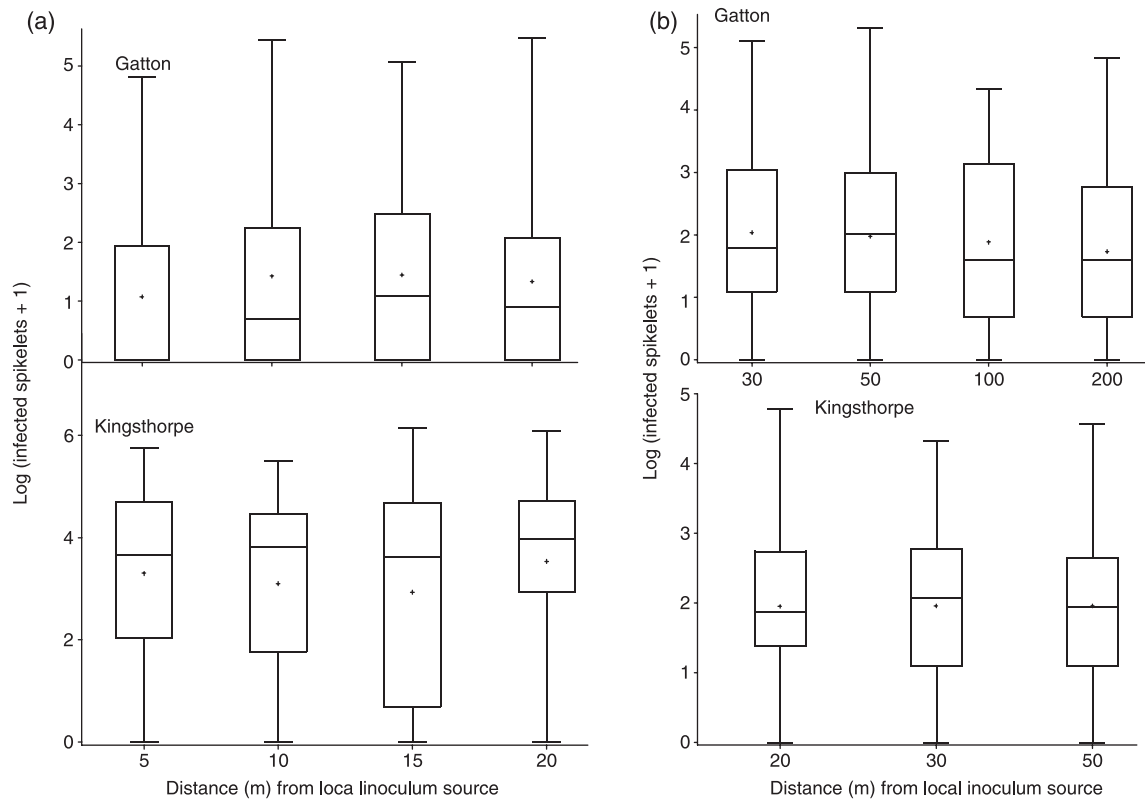 (a)
Gatton
5
4
3
2
1
0
Kingsthorpe
6
4
2
0
5 10 15 20
Log (infected spikelets + 1)
Distance (m) from loca linoculum source
(b)
Gatton
5
4
3
2
1
0
30 50 100 200
Kingsthorpe
5
4
3
2
1
0
20 30 50
Log (infected spikelets + 1)
Distance (m) from local inoculum source